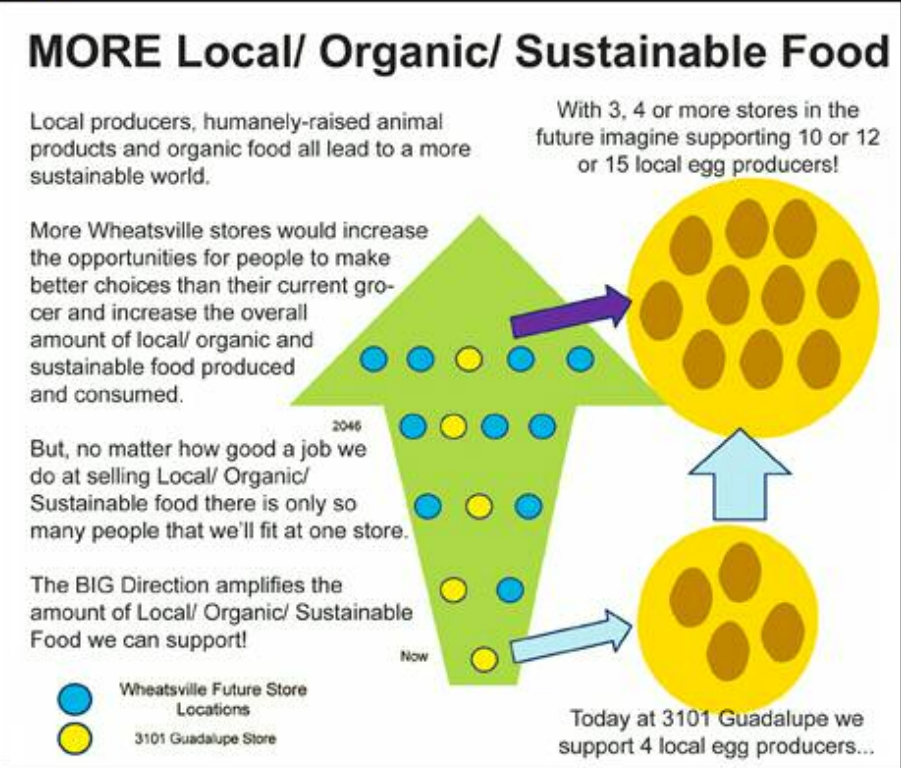 MORE Local/ Organic/ Sustainable Food
Local producers, humanely-raised animal
products and organic food all lead to a more
sustainable world.
More Wheatsville stores would increase
the opportunities for people to make
better choices than their current gro-
cer and increase the overall
amount of local/ organic and
sustainable food produced
and consumed.
But, no matter how good a job we
do at selling Local/ Organic/
Sustainable food there is only so
many people that we'll fit at one store.
The BIG Direction amplifies the
amount of Local/ Organic/ Sustainable
Food we can support!
With 3, 4 or more stores in the
future imagine supporting 10 or 12
or 15 local egg producers!
2046
Now
Wheatsville Future Store
Locations
3101 Guadalupe Store
Today at 3101 Guadalupe we
support 4 local egg producers...